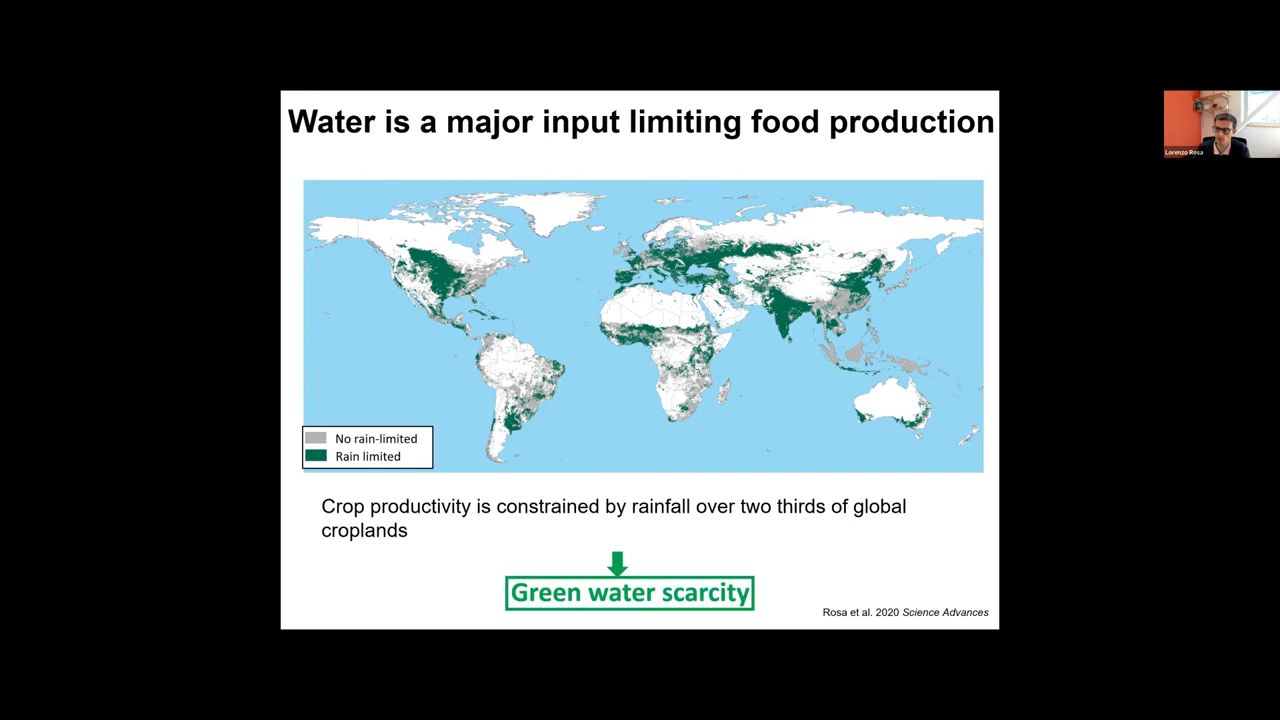 Water is a major input limiting food production
Lorenzo Rosa
No rain-limited
Rain limited
Crop productivity is constrained by rainfall over two thirds of global
croplands
Green water scarcity
Rosa et al. 2020 Science Advances